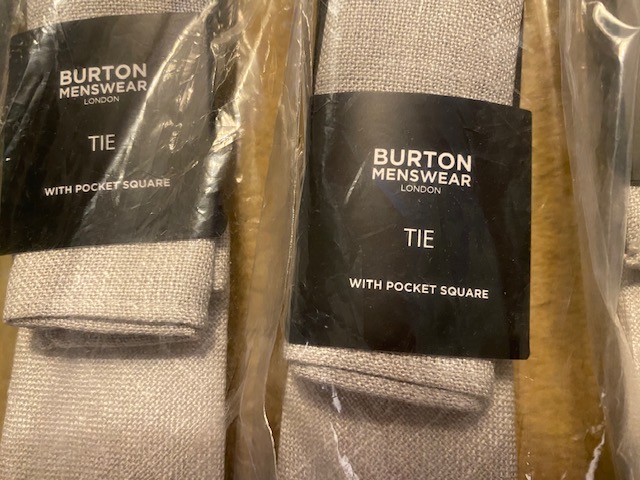 BURTON
MENSWEAR
LONDON
TIE
WITH POCKET SQUARE
BURTON
MENSWEAR
LONDON
TIE
WITH POCKET SQUARE